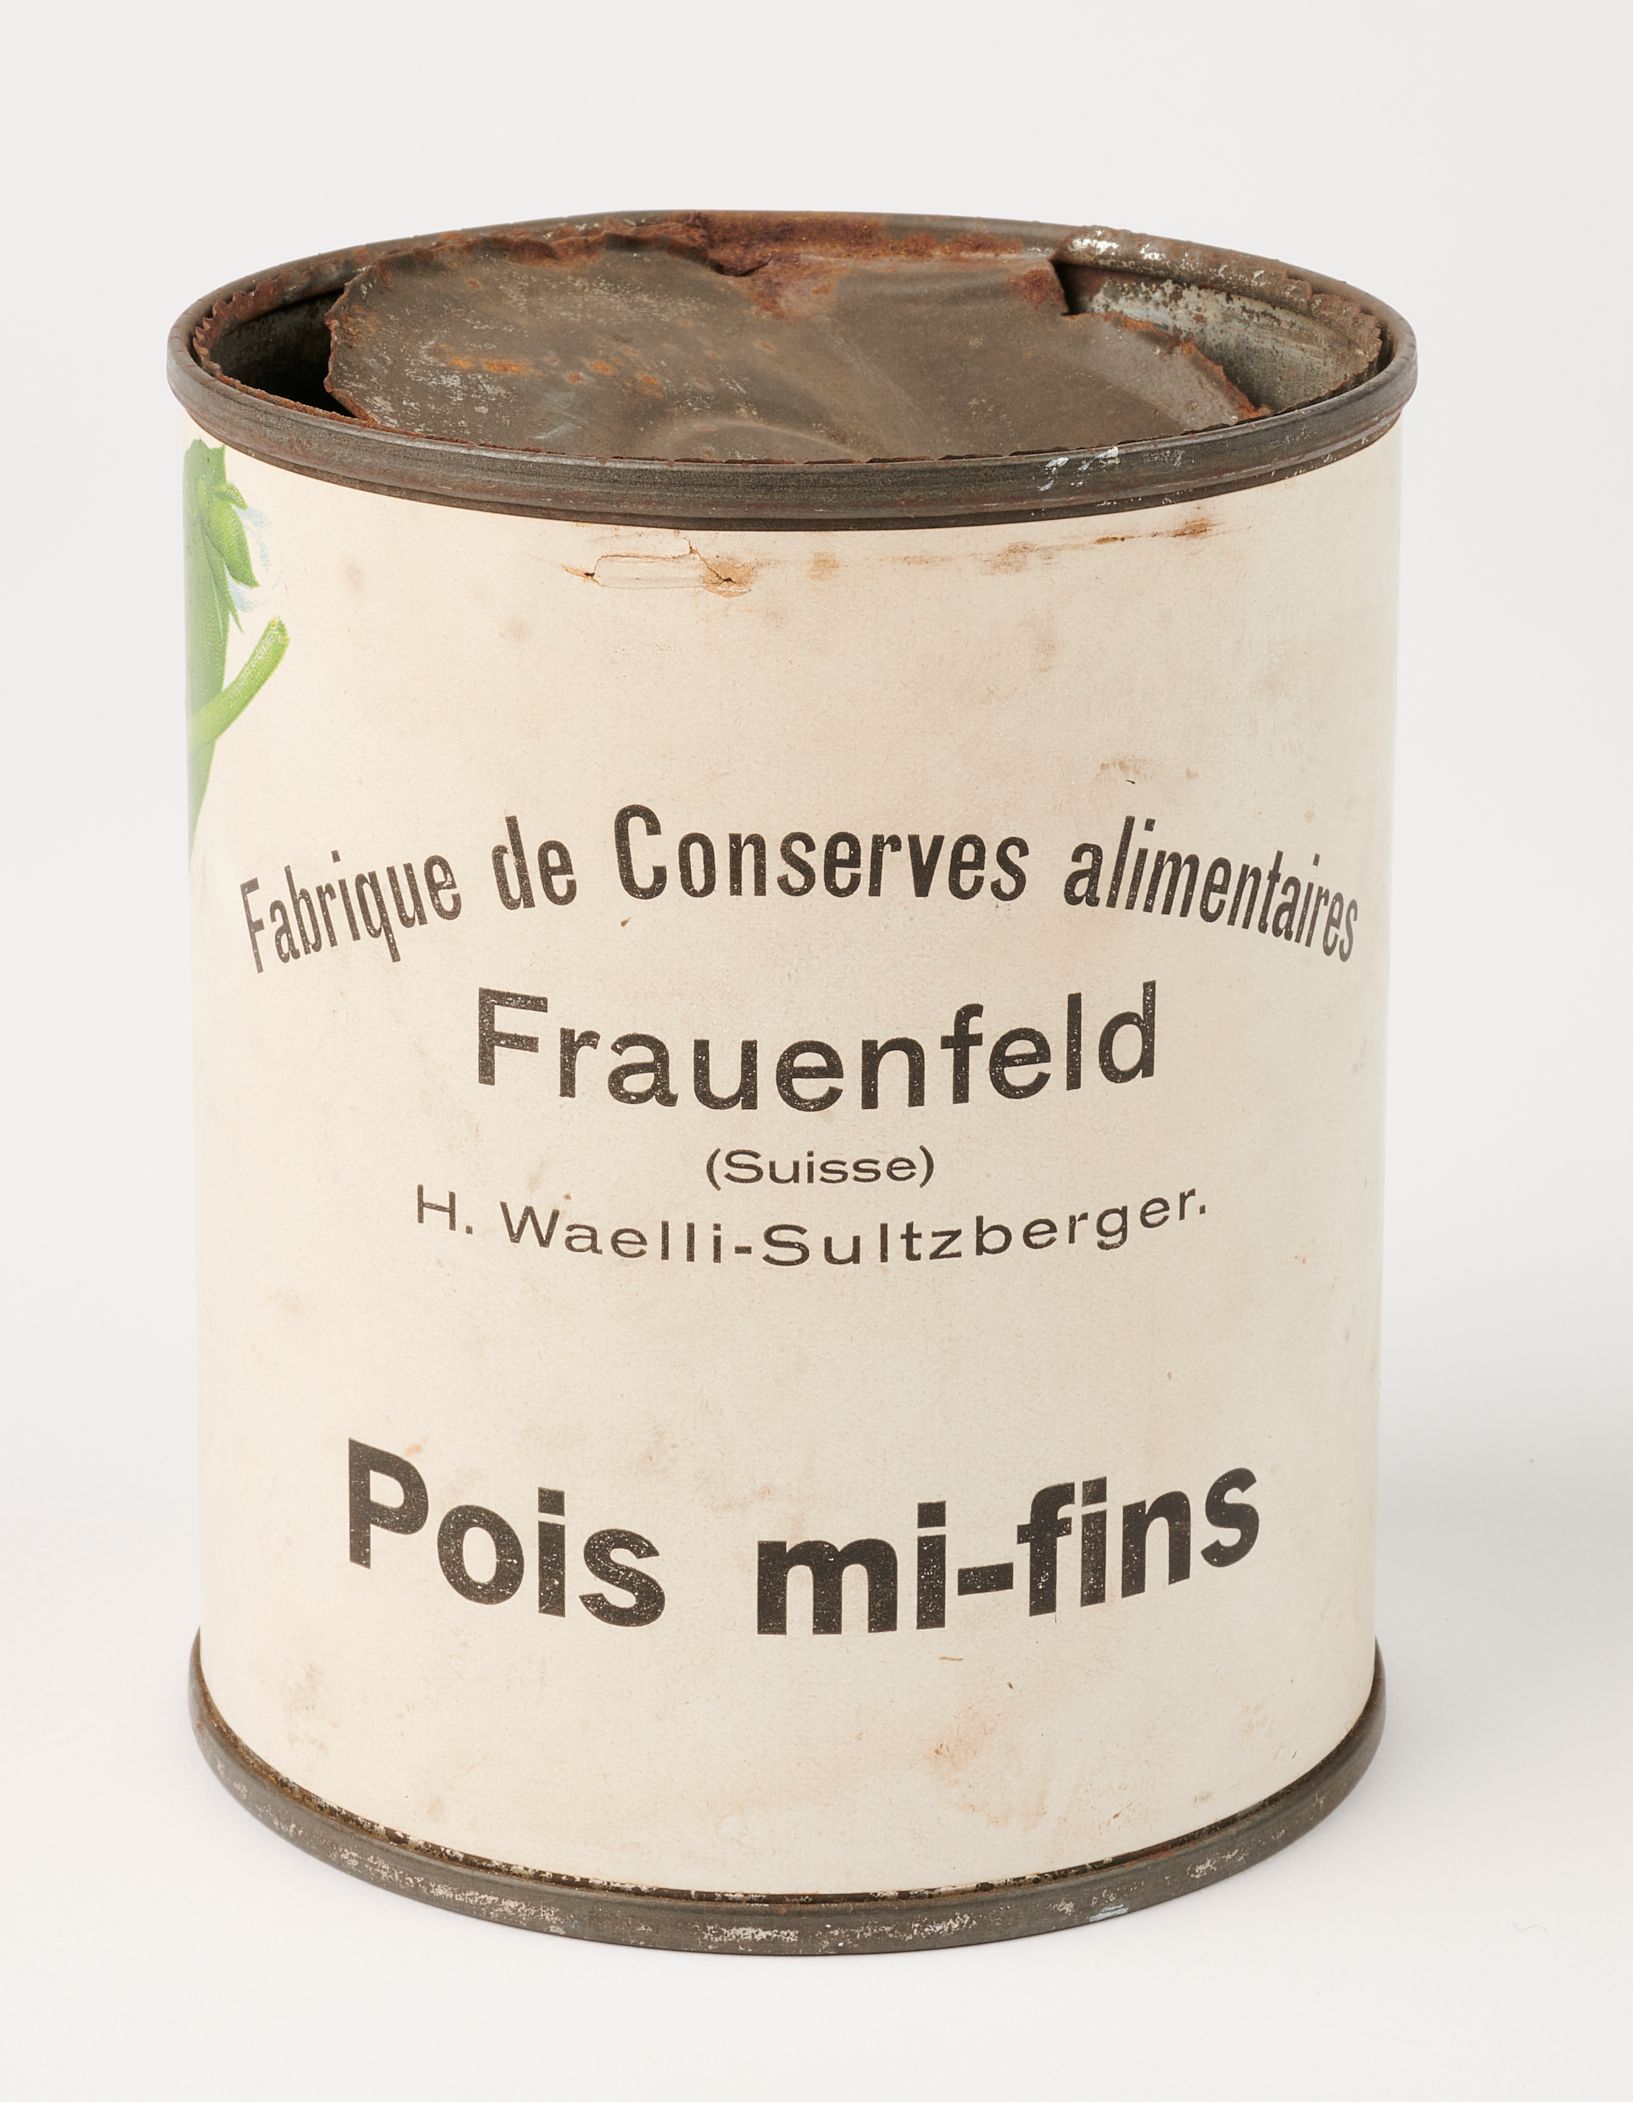 Fabrique de Conserves alimentaires
Frauenfeld
(Suisse)
H. Waelli-Sultzberger.
Pois mi-fins